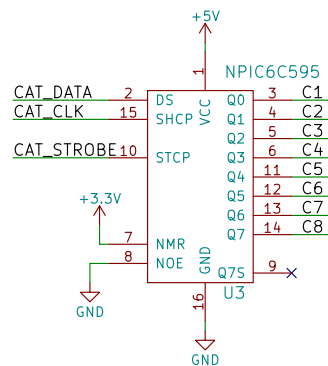 +5V
NPIC6C595
1
VCC
CAT_DATA 2 DS Q0 3 C1
CAT_CLK 15 SHCP Q1 4 C2
Q2 5 C3
CAT_STROBE 10 STCP Q3 6 C4
Q4 11 C5
+3.3V Q5 12 C6
Q6 13 C7
7 NMR Q7 14 C8
8 NOE
GND Q7S 9
16 U3
GND
GND